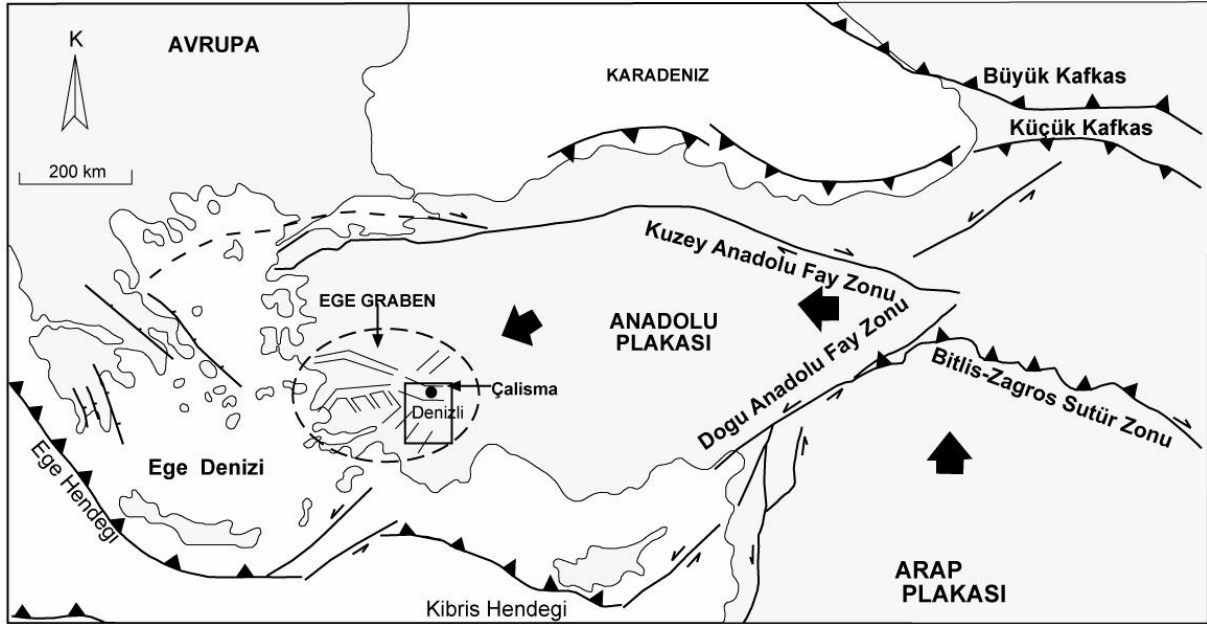 AVRUPA
K
200 km
KARADENIZ
Büyük Kafkas
Küçük Kafkas
Kuzey Anadolu Fay Zonu
EGE GRABEN
ANADOLU
PLAKASI
Dogu Anadolu Fay Zonu
Bitlis-Zagros Sutür Zonu
Çalisma
Denizli
Ege Denizi
Ege Hendegi
Kibris Hendegi
ARAP
PLAKASI